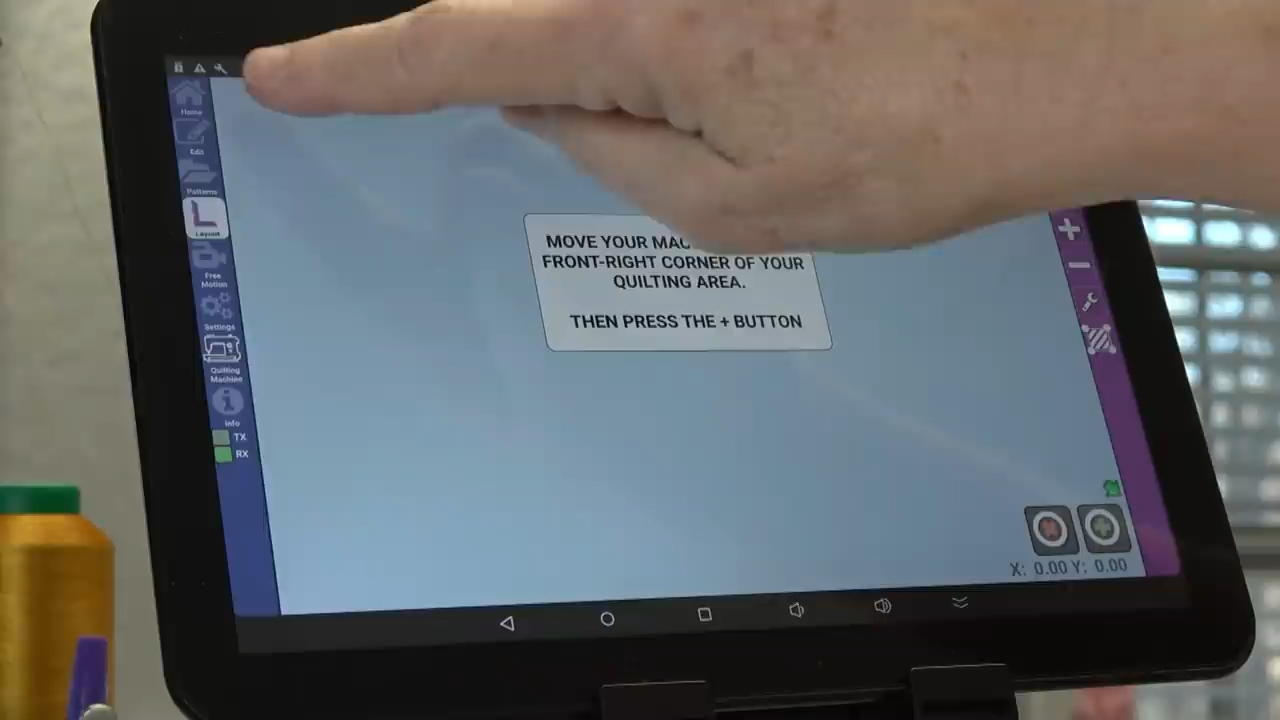 Home
Edit
Patterns
Layout
Free
Motion
Settings
Quilting
Machine
Info
TX
RX
MOVE YOUR
FRONT-RIGHT CORNER OF YOUR
QUILTING AREA.
THEN PRESS THE + BUTTON
X: 0.00 Y: 0.00